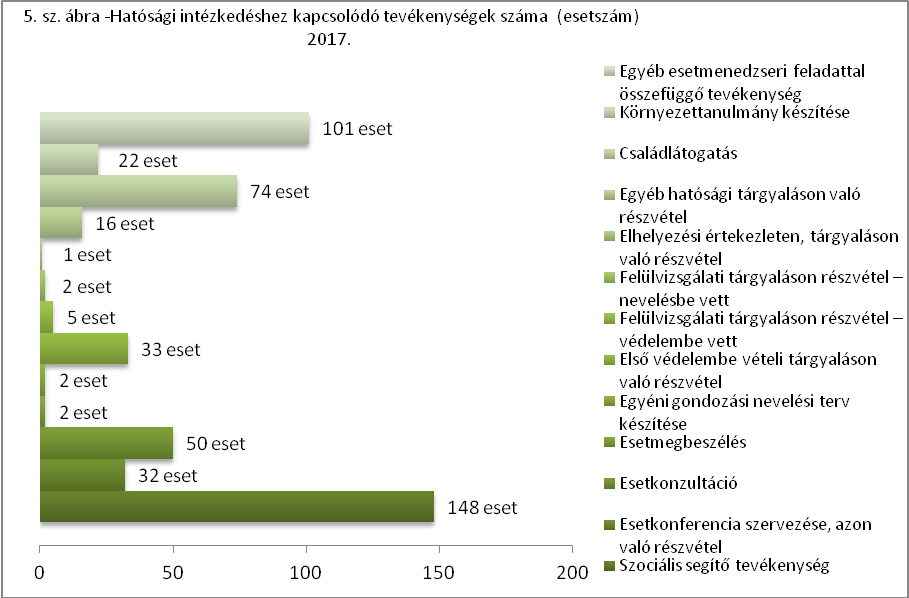 5. sz. ábra -Hatósági intézkedéshez kapcsolódó tevékenységek száma (esetszám)
2017.
101 eset
22 eset
74 eset
16 eset
1 eset
2 eset
5 eset
33 eset
2 eset
2 eset
50 eset
32 eset
148 eset
0 50 100 150 200
Egyéb esetmenedzseri feladattal
összefüggő tevékenység
Környezettanulmány készítése
Családlátogatás
Egyéb hatósági tárgyaláson való
részvétel
Elhelyezési értekezleten, tárgyaláson
való részvétel
Felülvizsgálati tárgyaláson részvétel –
nevelésbe vett
Felülvizsgálati tárgyaláson részvétel –
védelembe vett
Első védelembe vételi tárgyaláson
való részvétel
Egyéni gondozási nevelési terv
készítése
Esetmegbeszélés
Esetkonzultáció
Esetkonferencia szervezése, azon
való részvétel
Szociális segítő tevékenység